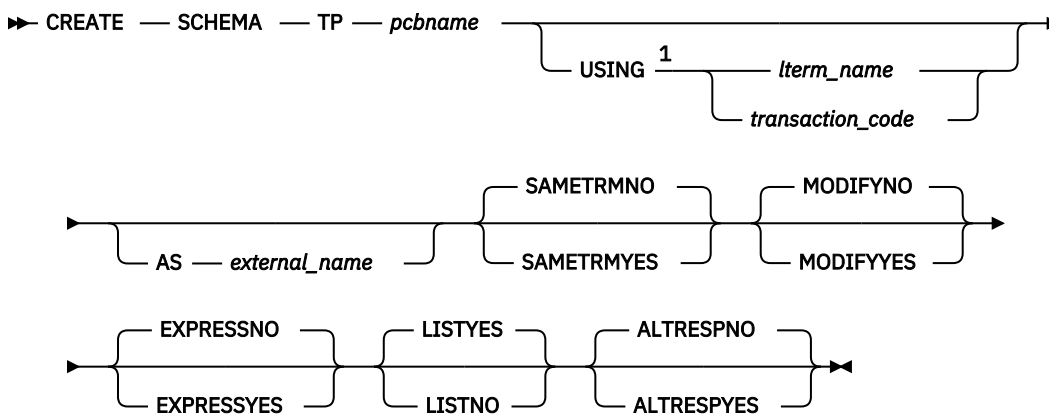 CREATE SCHEMA TP pcbname
USING 1 lterm_name
transaction_code
SAMETRMNO MODIFYNO
AS external_name SAMETRMYES MODIFYYES
EXPRESSNO LISTYES ALTRESPNO
EXPRESSYES LISTNO ALTRESPYES